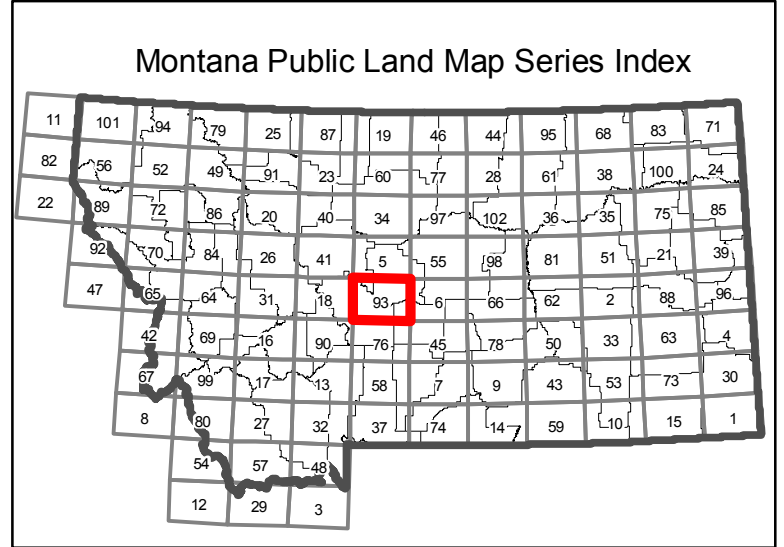 Montana Public Land Map Series Index
11 101 94 79 25 87 19 46 44 95 68 83 71
82 56 52 49 91 23 60 77 28 61 38 100 24
22 89 72 86 20 40 34 97 102 36 35 75 85
92 70 84 26 41 5 55 98 81 51 21 39
47 65 64 31 18 93 6 66 62 2 88 96
42 69 16 90 76 45 78 50 33 63 4
67 99 17 13 58 7 9 43 53 73 30
8 80 27 32 37 74 14 59 10 15 1
54 57 48
12 29 3